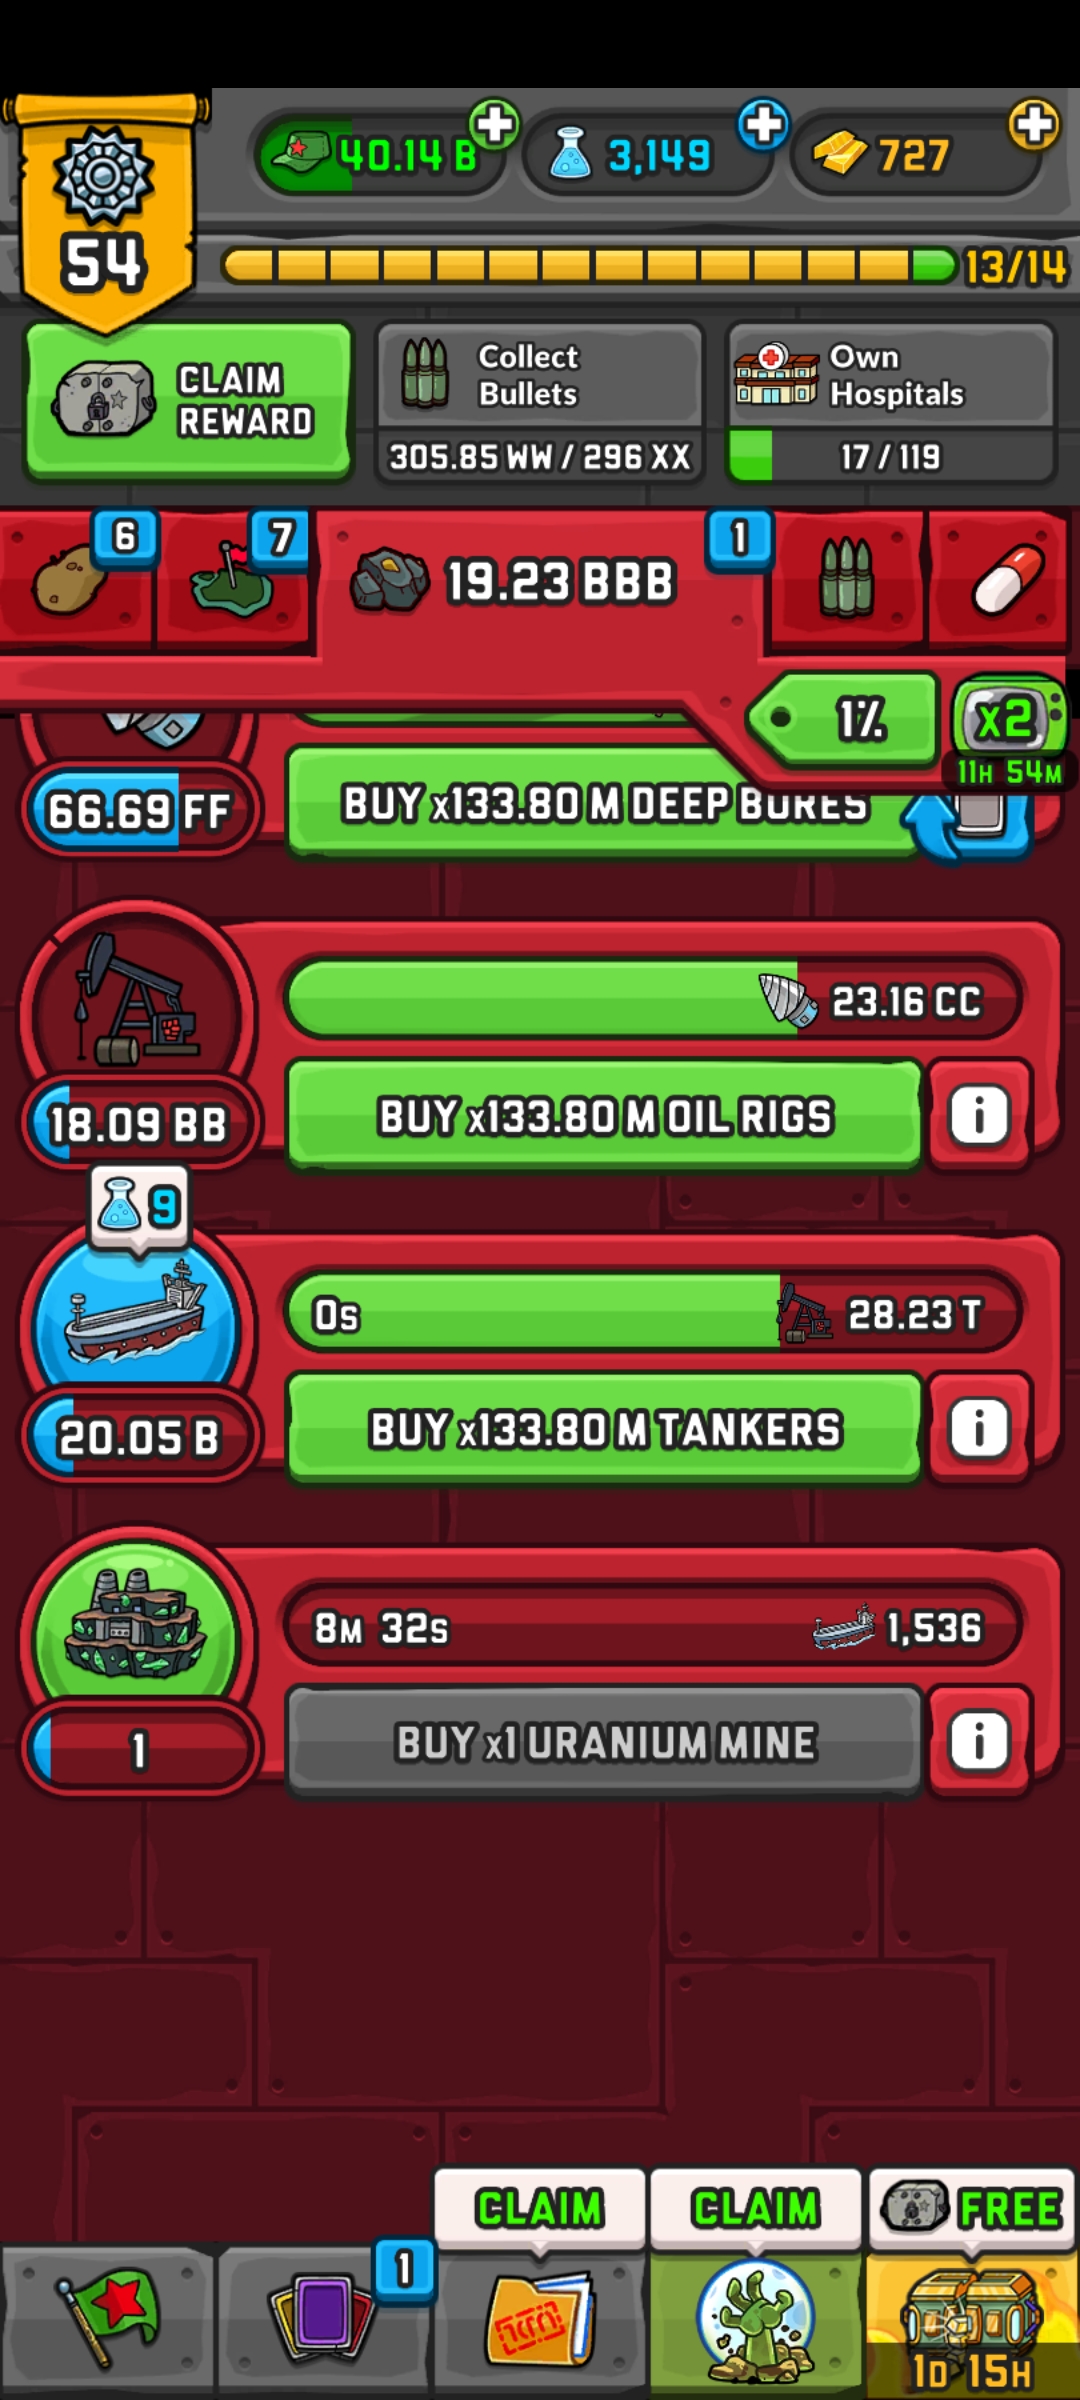 40.14 B
3,149
727
54
13/14
CLAIM
REWARD
Collect
Bullets
305.85 WW / 296 XX
Own
Hospitals
17 / 119
6
7
19.23 BBB
1
1%
x2
11H 54M
66.69 FF
BUY x133.80 M DEEP BORES
23.16 CC
18.09 BB
BUY x133.80 M OIL RIGS
9
0s
28.23 T
20.05 B
BUY x133.80 M TANKERS
8M 32s
1,536
1
BUY x1 URANIUM MINE
CLAIM
CLAIM
FREE
1
1D 15H